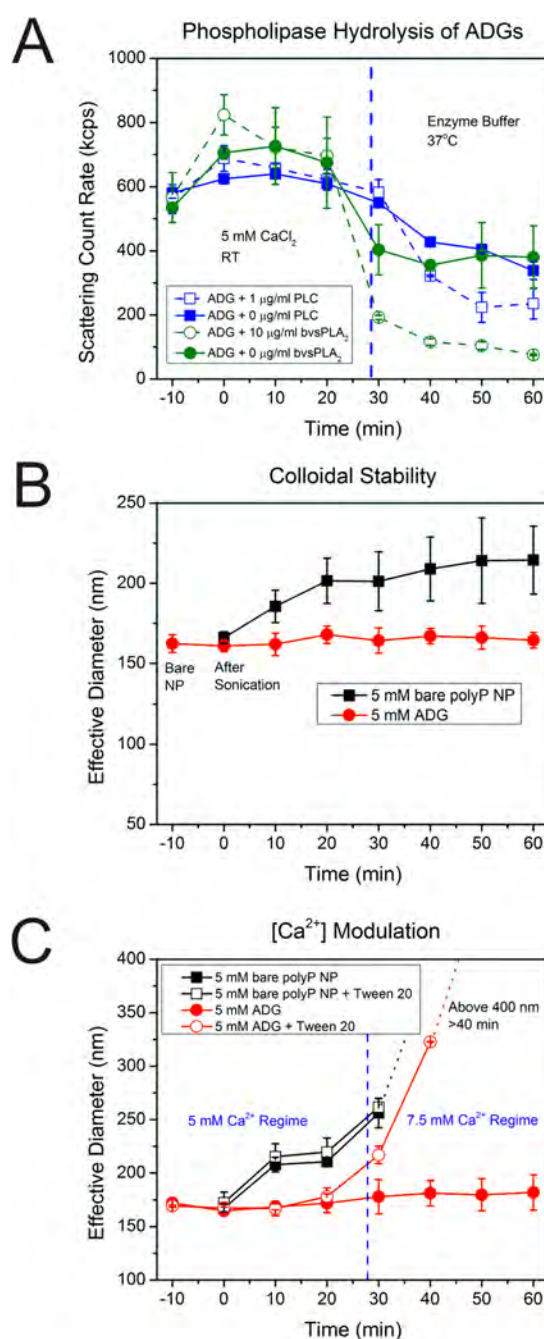 A
Phospholipase Hydrolysis of ADGs
Scattering Count Rate (kcps)
1000
800
600
400
200
0
Enzyme Buffer
37°C
5 mM CaCl₂
RT
ADG + 1 μg/ml PLC
ADG + 0 μg/ml PLC
ADG + 10 μg/ml bvsPLA₂
ADG + 0 μg/ml bvsPLA₂
-10 0 10 20 30 40 50 60
Time (min)
B
Colloidal Stability
Effective Diameter (nm)
250
200
150
100
50
Bare
NP
After
Sonication
5 mM bare polyP NP
5 mM ADG
-10 0 10 20 30 40 50 60
Time (min)
C
[Ca²⁺] Modulation
Effective Diameter (nm)
400
350
300
250
200
150
100
5 mM bare polyP NP
5 mM bare polyP NP + Tween 20
5 mM ADG
5 mM ADG + Tween 20
Above 400 nm
>40 min
5 mM Ca²⁺ Regime
7.5 mM Ca²⁺ Regime
-10 0 10 20 30 40 50 60
Time (min)